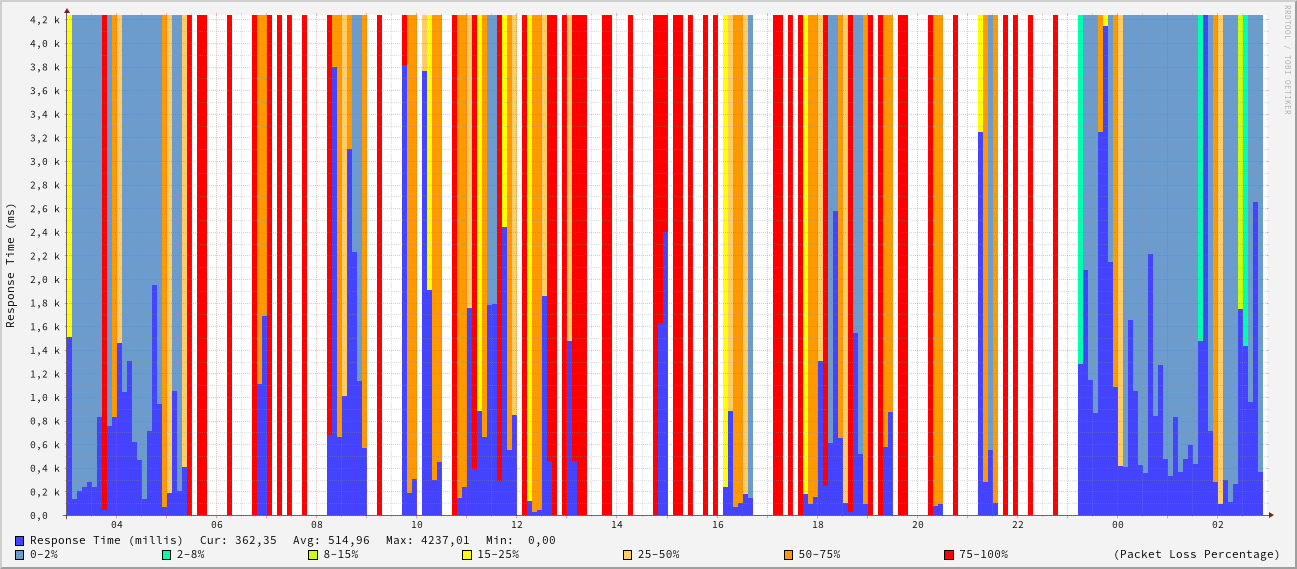 RRDTOOL / TOBI OETIKER
Response Time (ms)
4,2 k
4,0 k
3,8 k
3,6 k
3,4 k
3,2 k
3,0 k
2,8 k
2,6 k
2,4 k
2,2 k
2,0 k
1,8 k
1,6 k
1,4 k
1,2 k
1,0 k
0,8 k
0,6 k
0,4 k
0,2 k
0,0
04 06 08 10 12 14 16 18 20 22 00 02
Response Time (millis) Cur: 362,35 Avg: 514,96 Max: 4237,01 Min: 0,00
0-2% 2-8% 8-15% 15-25% 25-50% 50-75% 75-100% (Packet Loss Percentage)